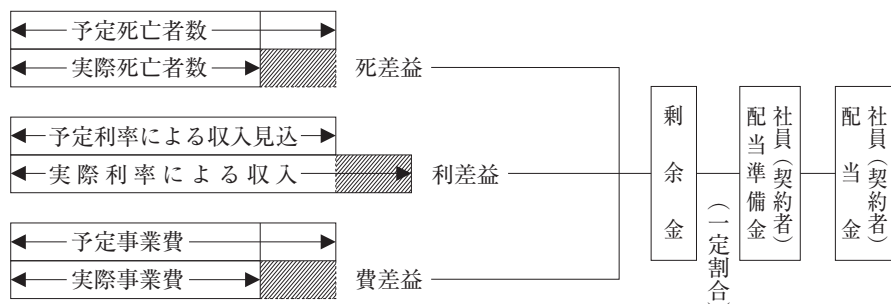 予定死亡者数
実際死亡者数
死差益
予定利率による収入見込
実際利率による収入
利差益
予定事業費
実際事業費
費差益
剰余金
（一定割合）
社員（契約者）
配当準備金
社員（契約者）
配当金